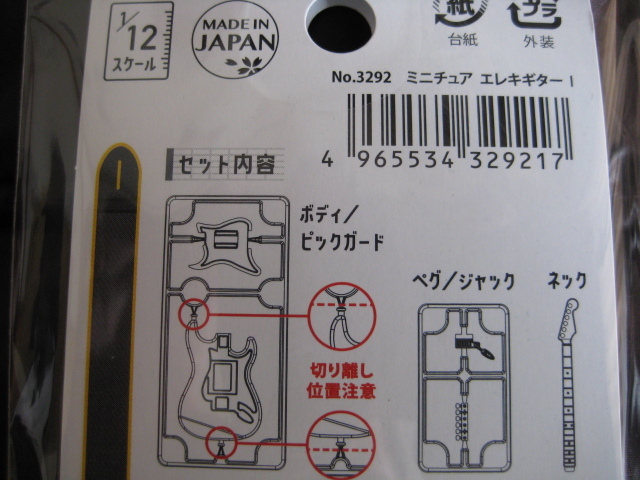 1/12
スケール
MADE IN
JAPAN
紙
台紙
プラ
外装
No.3292 ミニチュア エレキギター I
4 965534 329217
セット内容
ボディ/
ピックガード
ペグ/ジャック
ネック
切り離し
位置注意